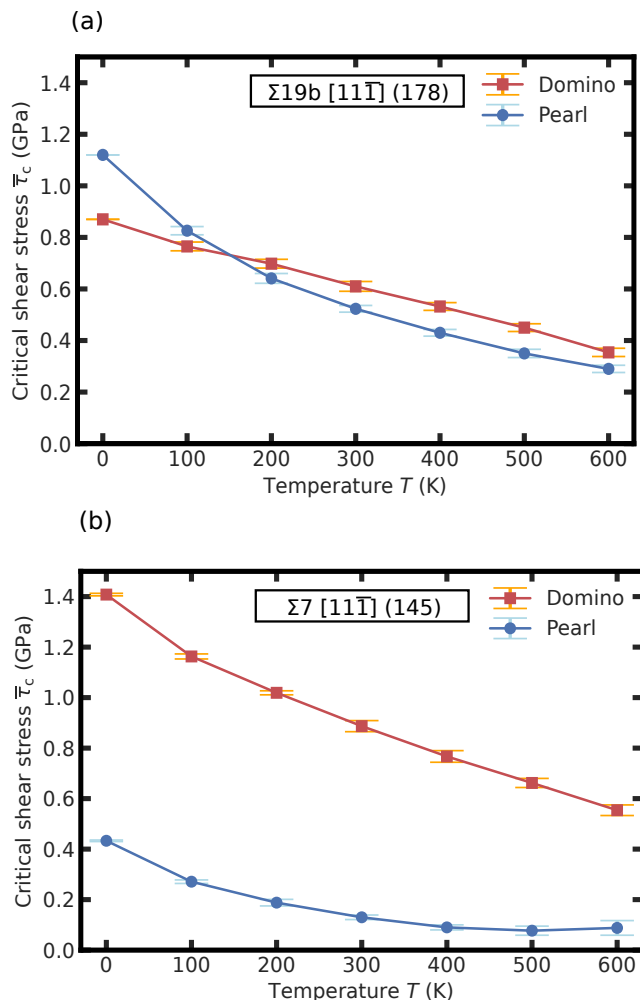 (a)
Critical shear stress τ̿c (GPa)
1.4
1.2
1.0
0.8
0.6
0.4
0.2
0.0
Σ19b [111̅] (178)
Domino
Pearl
0 100 200 300 400 500 600
Temperature T (K)
(b)
Critical shear stress τ̿c (GPa)
1.4
1.2
1.0
0.8
0.6
0.4
0.2
0.0
Σ7 [111̅] (145)
Domino
Pearl
0 100 200 300 400 500 600
Temperature T (K)